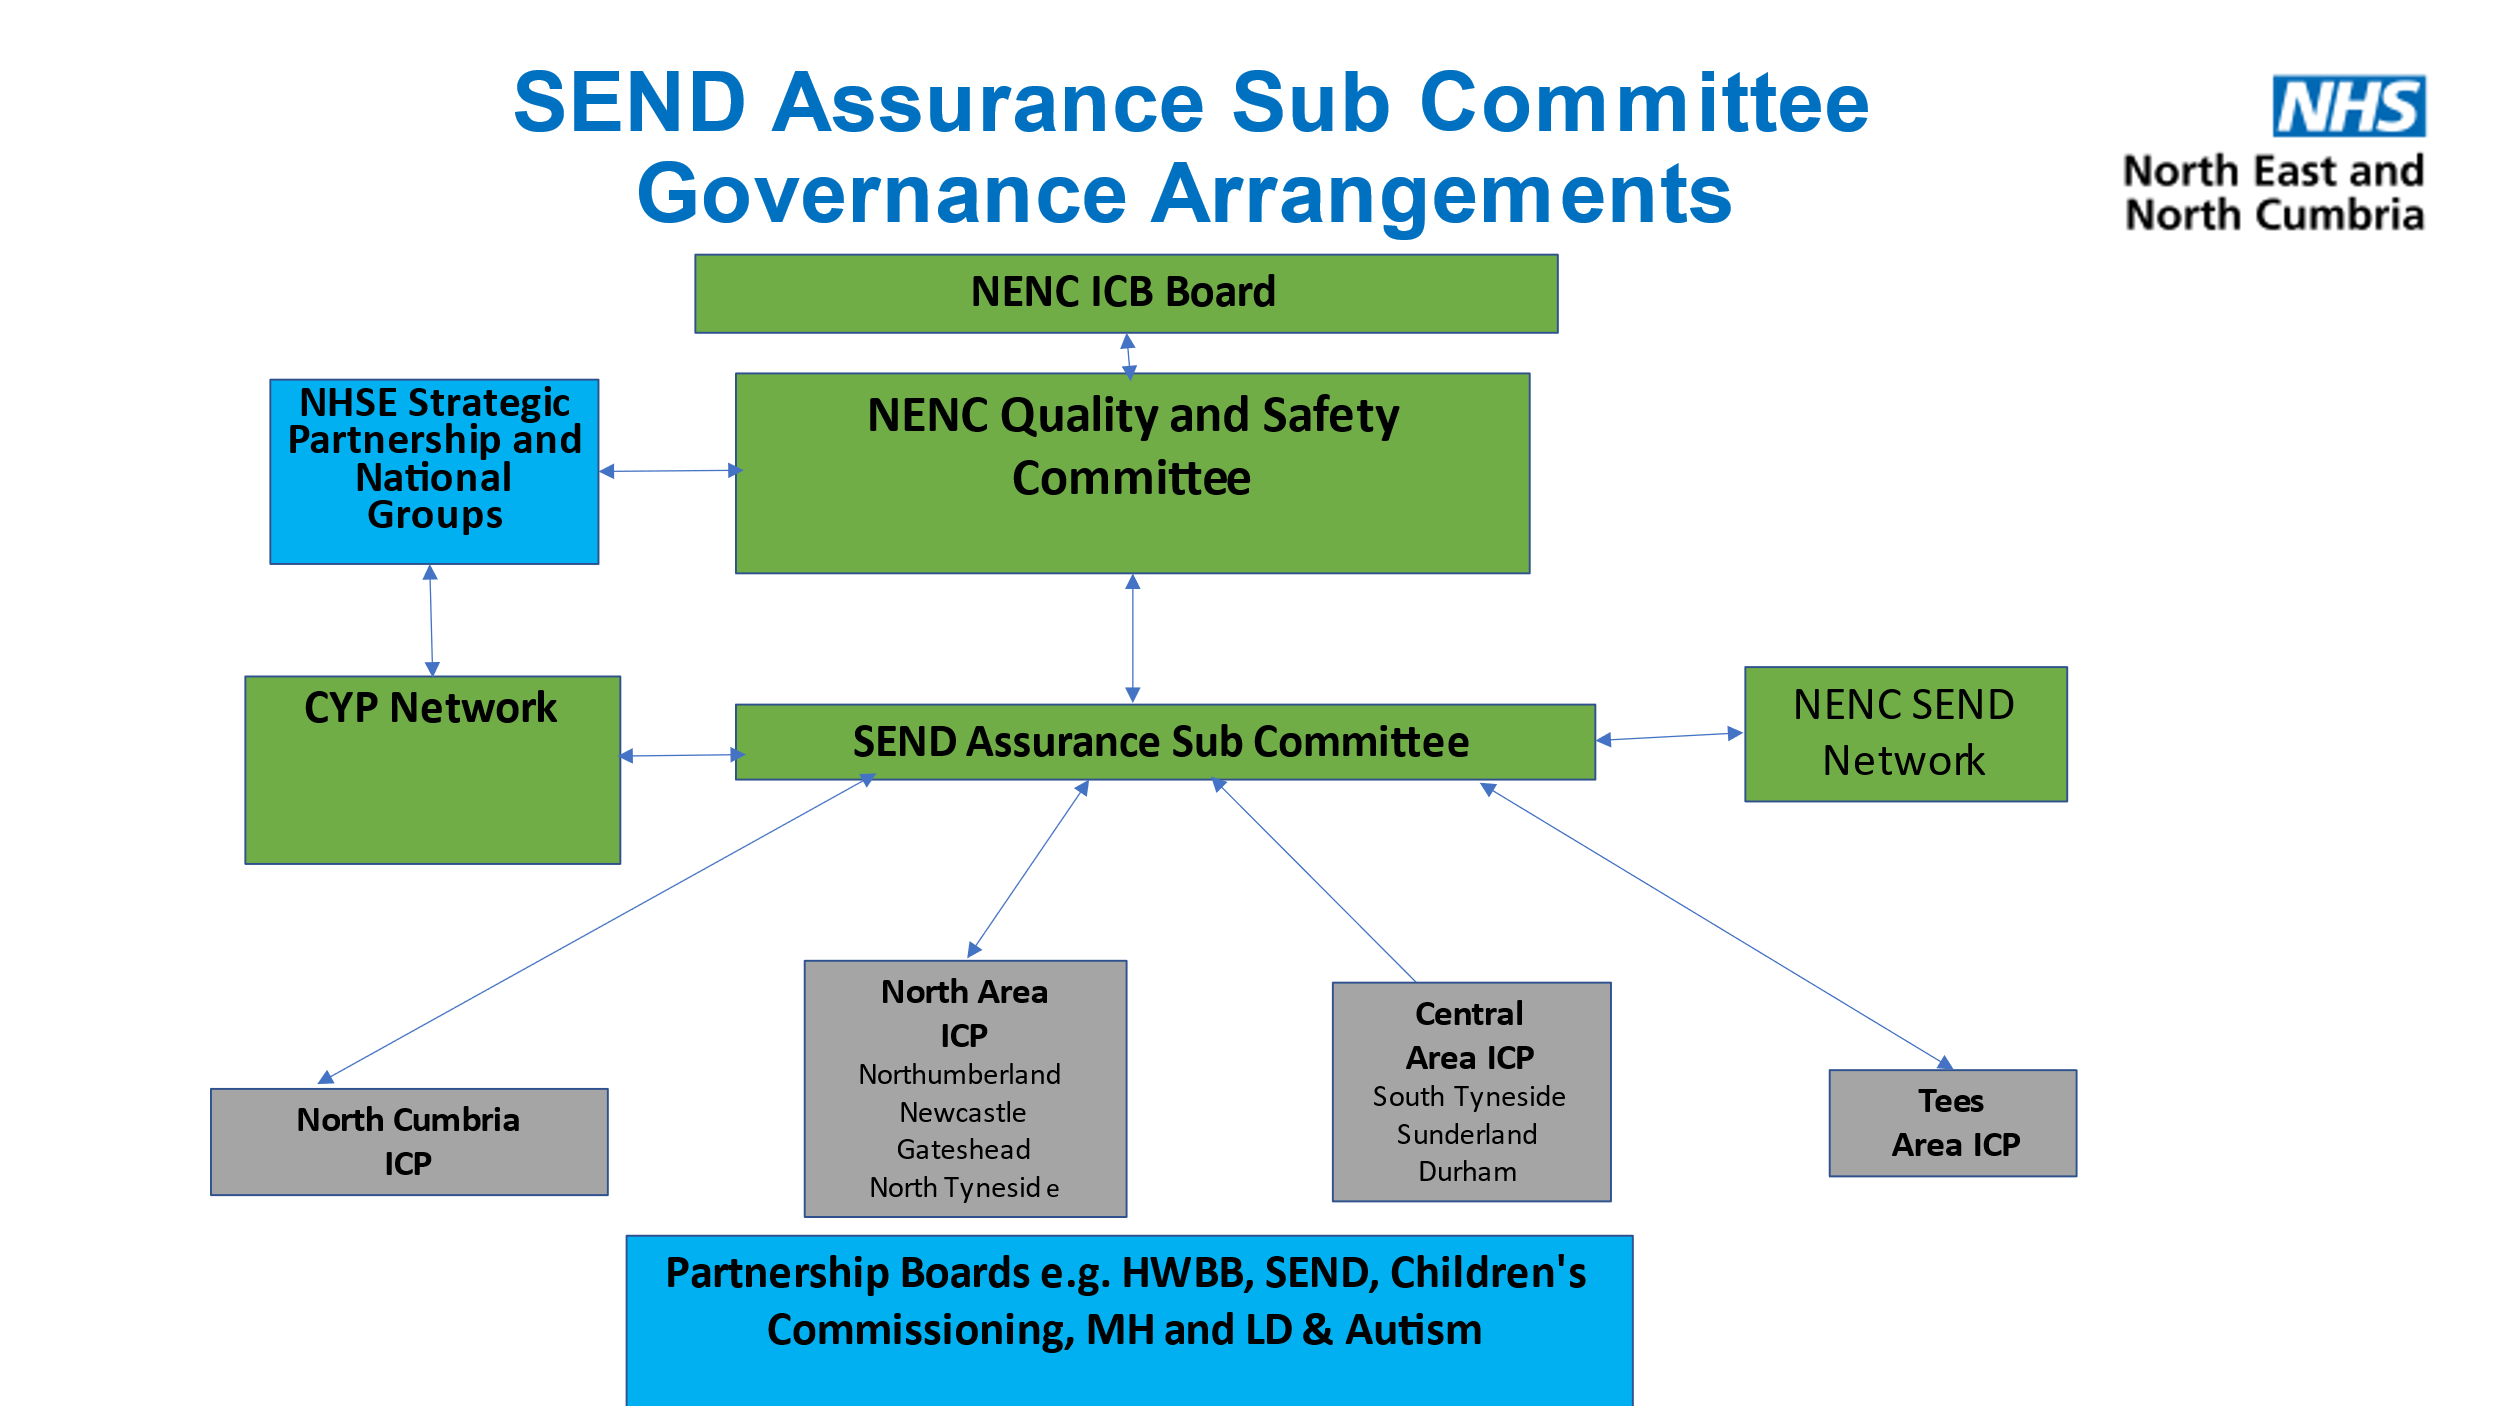 SEND Assurance Sub Committee
Governance Arrangements
NHS
North East and
North Cumbria
NENC ICB Board
NHSE Strategic
Partnership and
National
Groups
NENC Quality and Safety
Committee
CYP Network
SEND Assurance Sub Committee
NENC SEND
Network
North Cumbria
ICP
North Area
ICP
Northumberland
Newcastle
Gateshead
North Tyneside
Central
Area ICP
South Tyneside
Sunderland
Durham
Tees
Area ICP
Partnership Boards e.g. HWBB, SEND, Children's
Commissioning, MH and LD & Autism